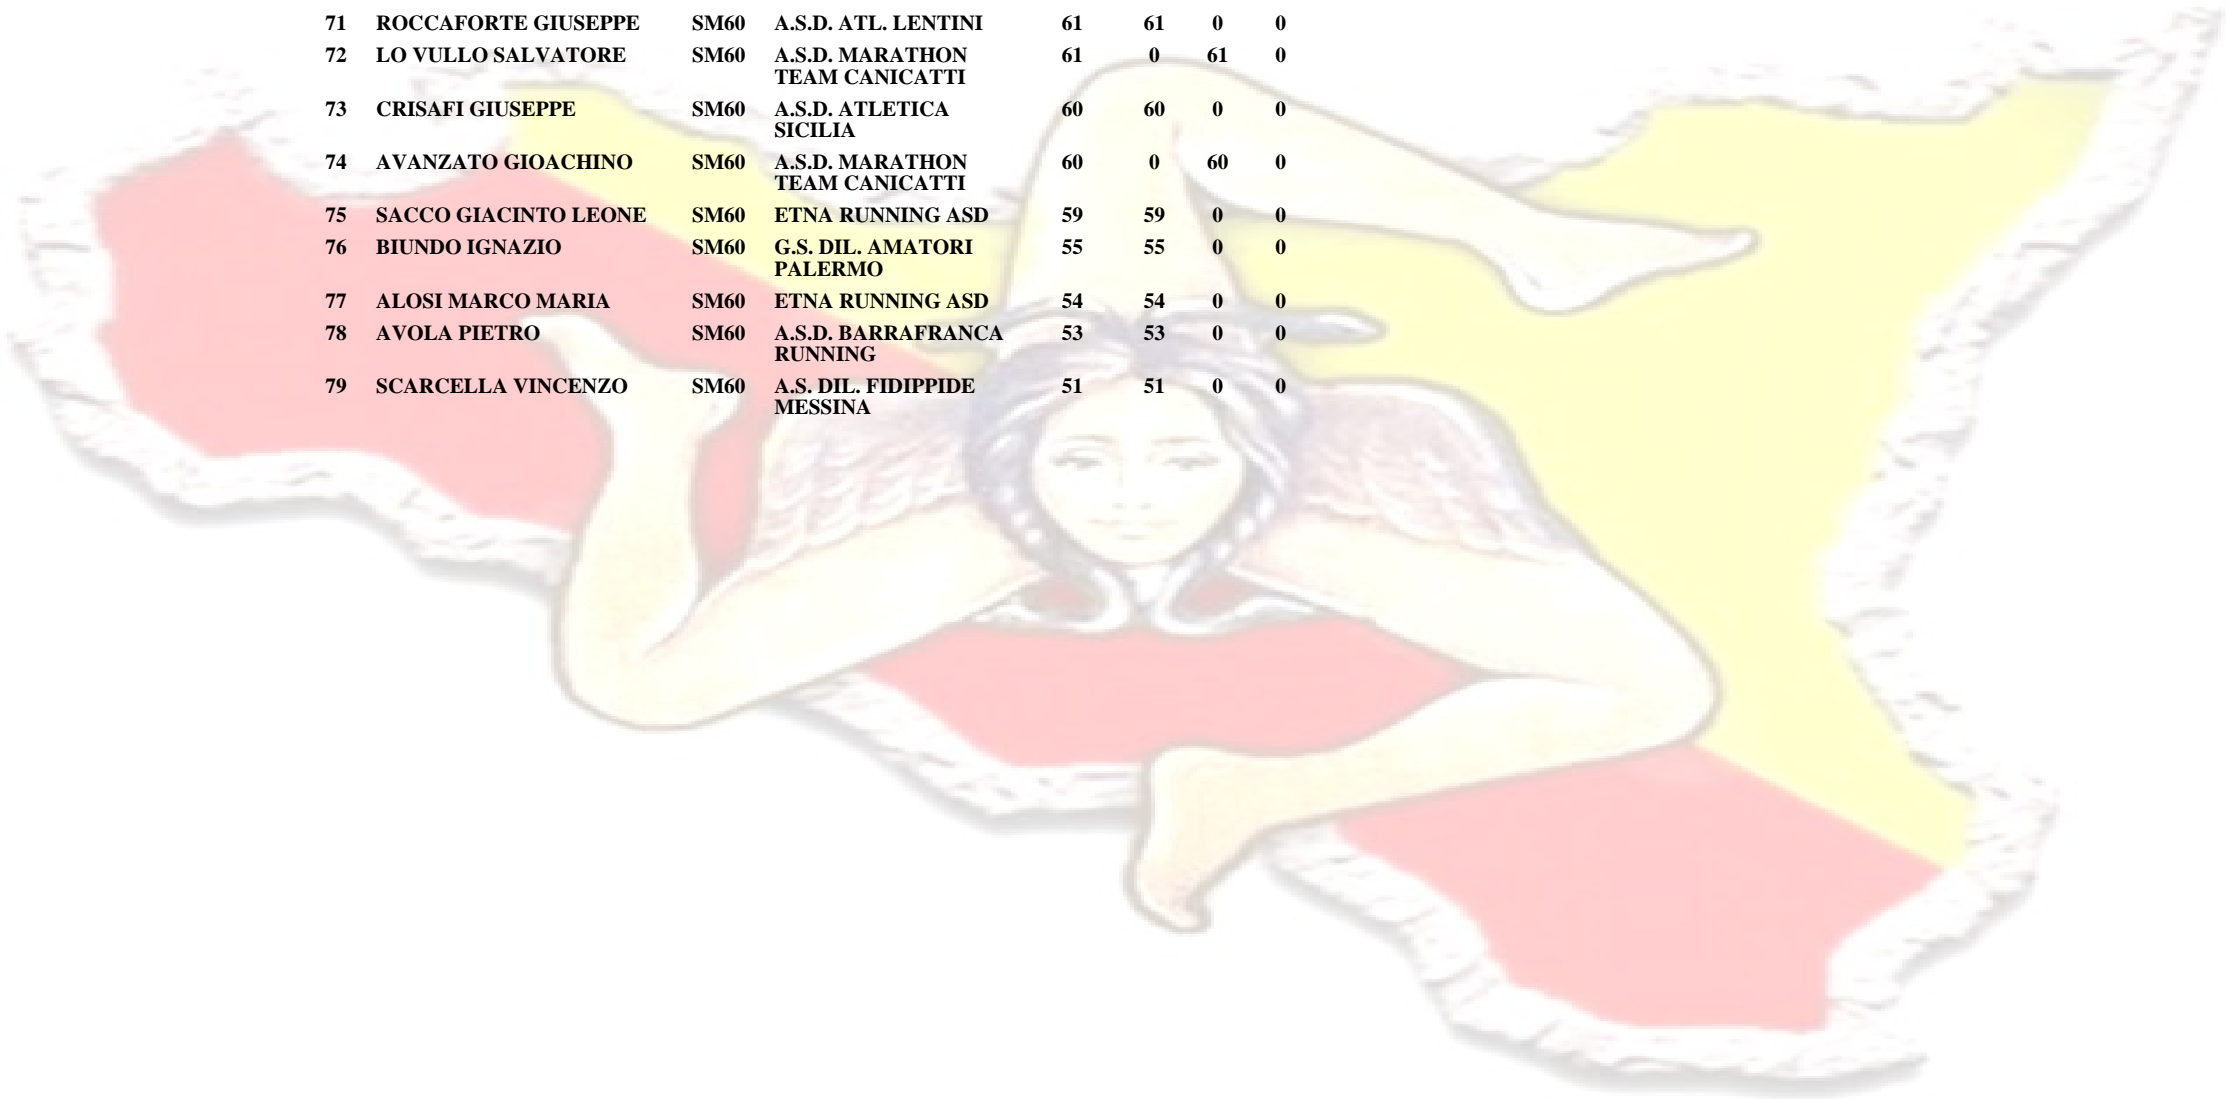 71 ROCCAFORTE GIUSEPPE SM60 A.S.D. ATL. LENTINI 61 61 0 0
72 LO VULLO SALVATORE SM60 A.S.D. MARATHON 61 0 61 0
TEAM CANICATTI
73 CRISAFI GIUSEPPE SM60 A.S.D. ATLETICA 60 60 0 0
SICILIA
74 AVANZATO GIOACHINO SM60 A.S.D. MARATHON 60 0 60 0
TEAM CANICATTI
75 SACCO GIACINTO LEONE SM60 ETNA RUNNING ASD 59 59 0 0
76 BIUNDO IGNAZIO SM60 G.S. DIL. AMATORI 55 55 0 0
PALERMO
77 ALOSI MARCO MARIA SM60 ETNA RUNNING ASD 54 54 0 0
78 AVOLA PIETRO SM60 A.S.D. BARRAFRANCA 53 53 0 0
RUNNING
79 SCARCELLA VINCENZO SM60 A.S. DIL. FIDIPPIDE 51 51 0 0
MESSINA